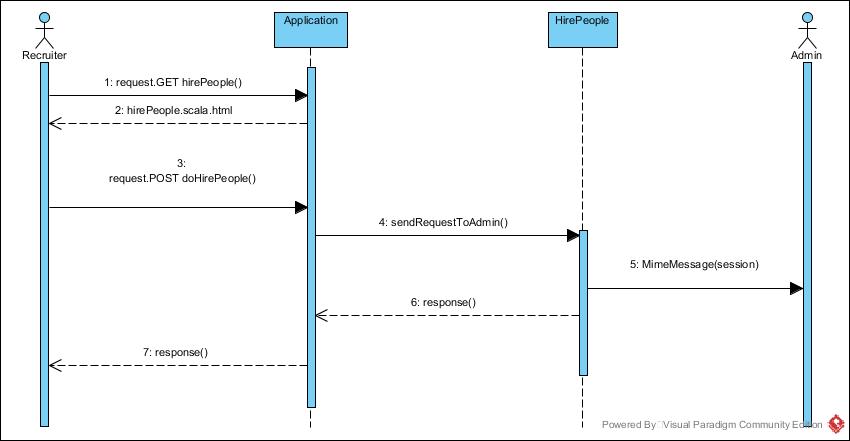 Application
HirePeople
Recruiter
Admin
1: request.GET hirePeople()
2: hirePeople.scala.html
3:
request.POST doHirePeople()
4: sendRequestToAdmin()
5: MimeMessage(session)
6: response()
7: response()
Powered By Visual Paradigm Community Edition